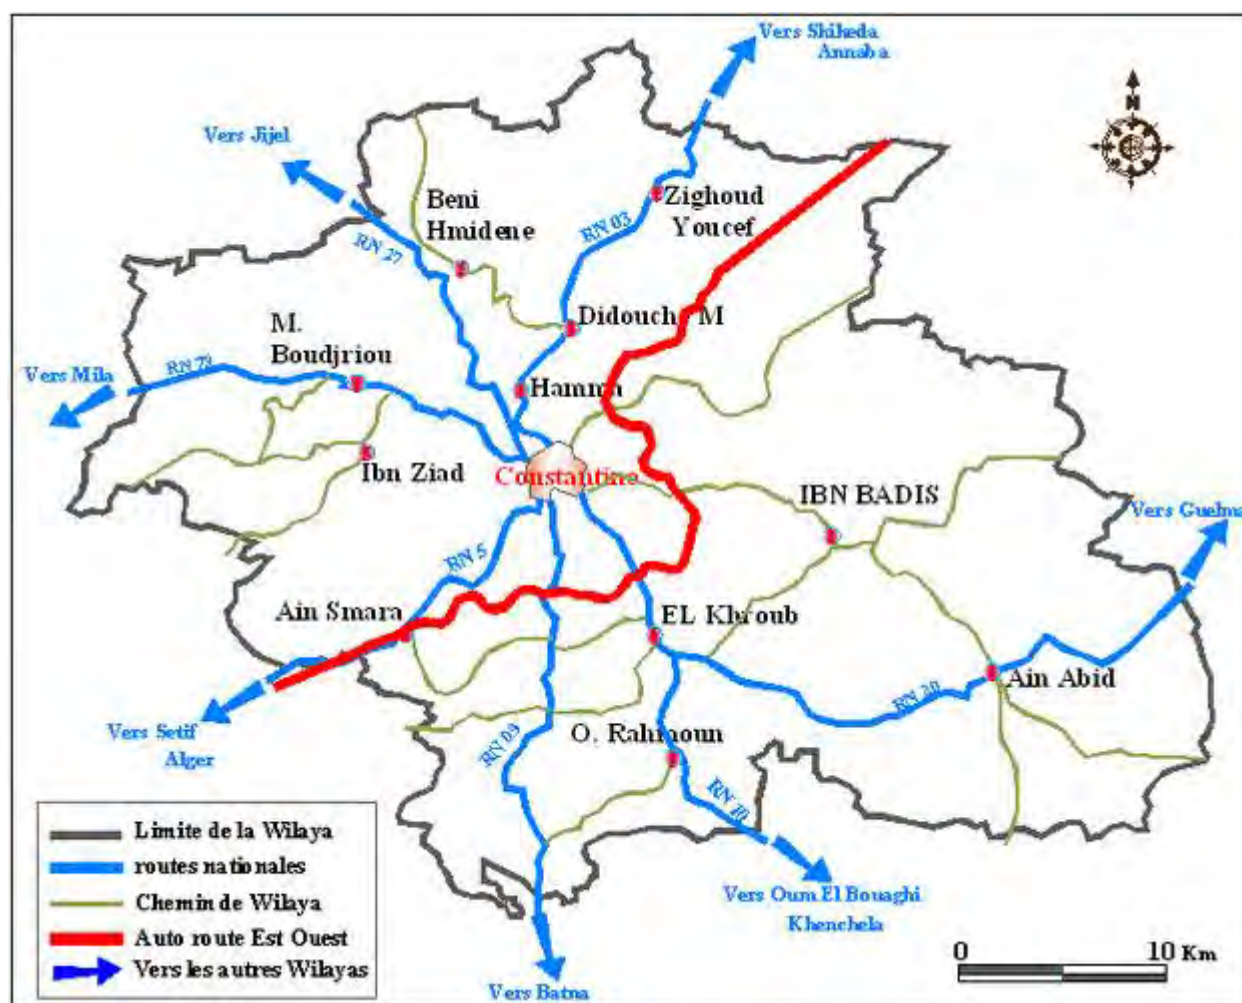 Vers Skikeda
Annaba
N
Vers Jijel
Beni
Hmidene
Zighoud
Youcef
RN 03
RN 27
Didouche M
M.
Boudjriou
Vers Mila
RN 79
Hamma
Ibn Ziad
Constantine
IBN BADIS
Vers Guelma
RN 5
Ain Smara
EL Khroub
Ain Abid
RN 20
Vers Setif
Alger
RN 03
O. Rahmoun
RN 10
Vers Oum El Bouaghi
Khenchela
Vers Batna
Limite de la Wilaya
routes nationales
Chemin de Wilaya
Auto route Est Ouest
Vers les autres Wilayas
0 10 Km